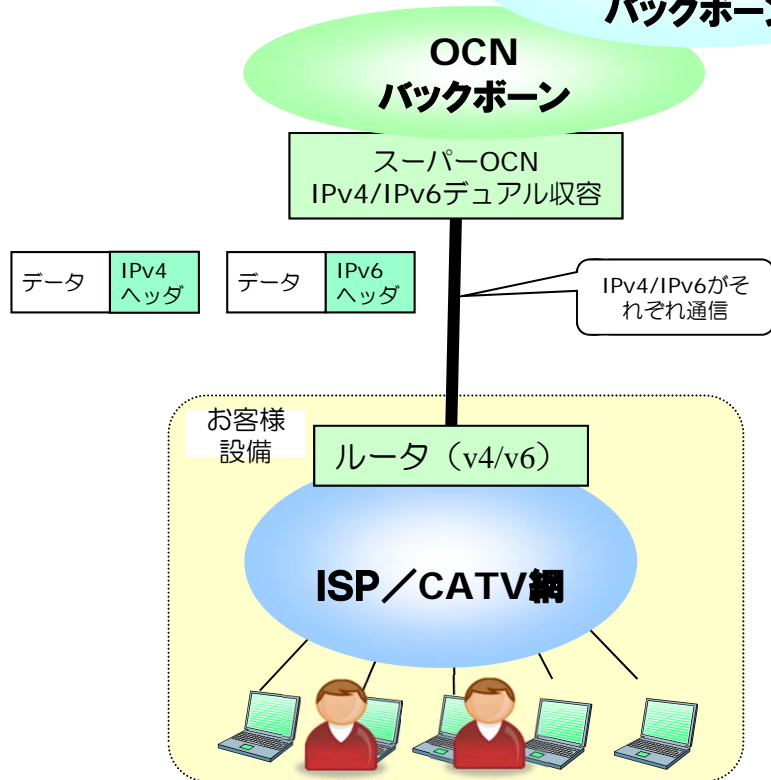 バックボーン
OCN
バックボーン
スーパーOCN
IPv4/IPv6デュアル収容
データ
IPv4
ヘッダ
データ
IPv6
ヘッダ
IPv4/IPv6がそ
れぞれ通信
お客様
設備
ルータ（v4/v6）
ISP／CATV網